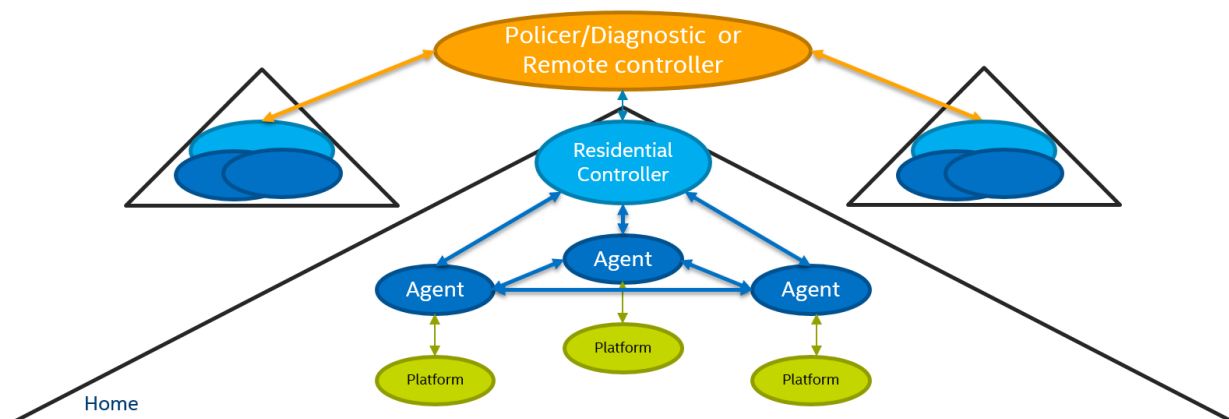 Policer/Diagnostic or
Remote controller
Residential
Controller
Agent
Agent
Agent
Platform
Platform
Platform
Home